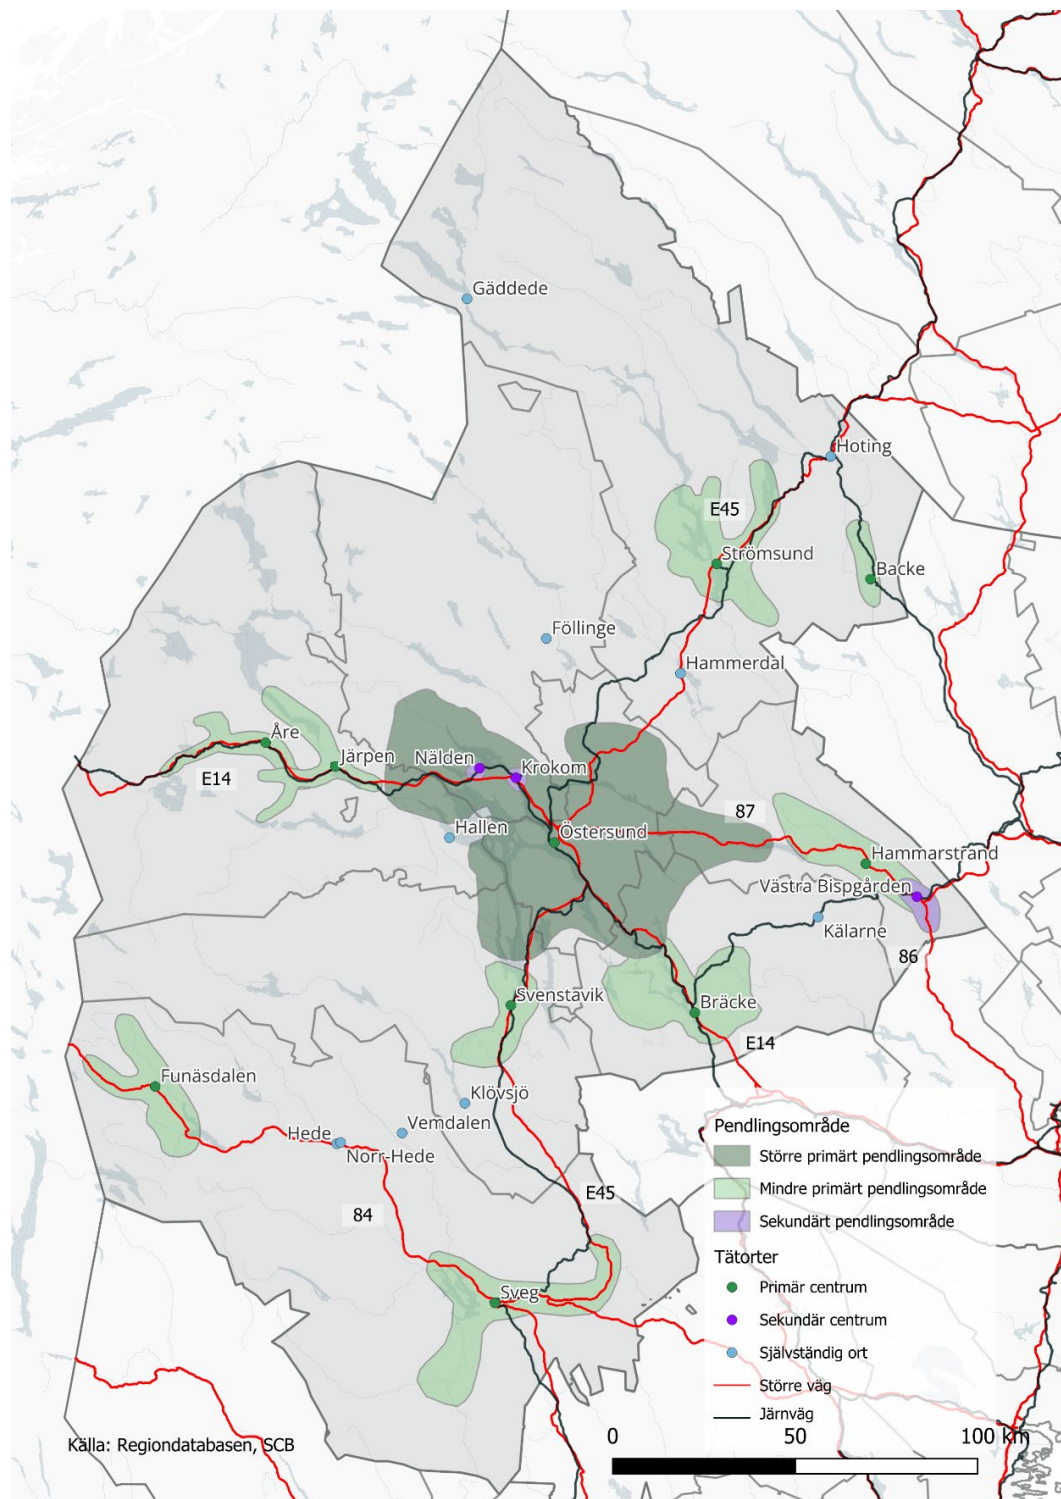 Gäddede
Hoting
E45
Strömsund
Backe
Föllinge
Hammerdal
Åre
Järpen
Nälden
Krokom
E14
87
Hallen
Östersund
Hammarstrand
Västra Bispgården
Kälarne
86
Svenstavik
Bräcke
E14
Funäsdalen
Klövsjö
Vemdalen
Hede
Norr-Hede
E45
84
Sveg
Pendlingsområde
Större primärt pendlingsområde
Mindre primärt pendlingsområde
Sekundärt pendlingsområde
Tätorter
Primär centrum
Sekundär centrum
Självständig ort
Större väg
Järnväg
0 50 100 km
Källa: Regiondatabasen, SCB